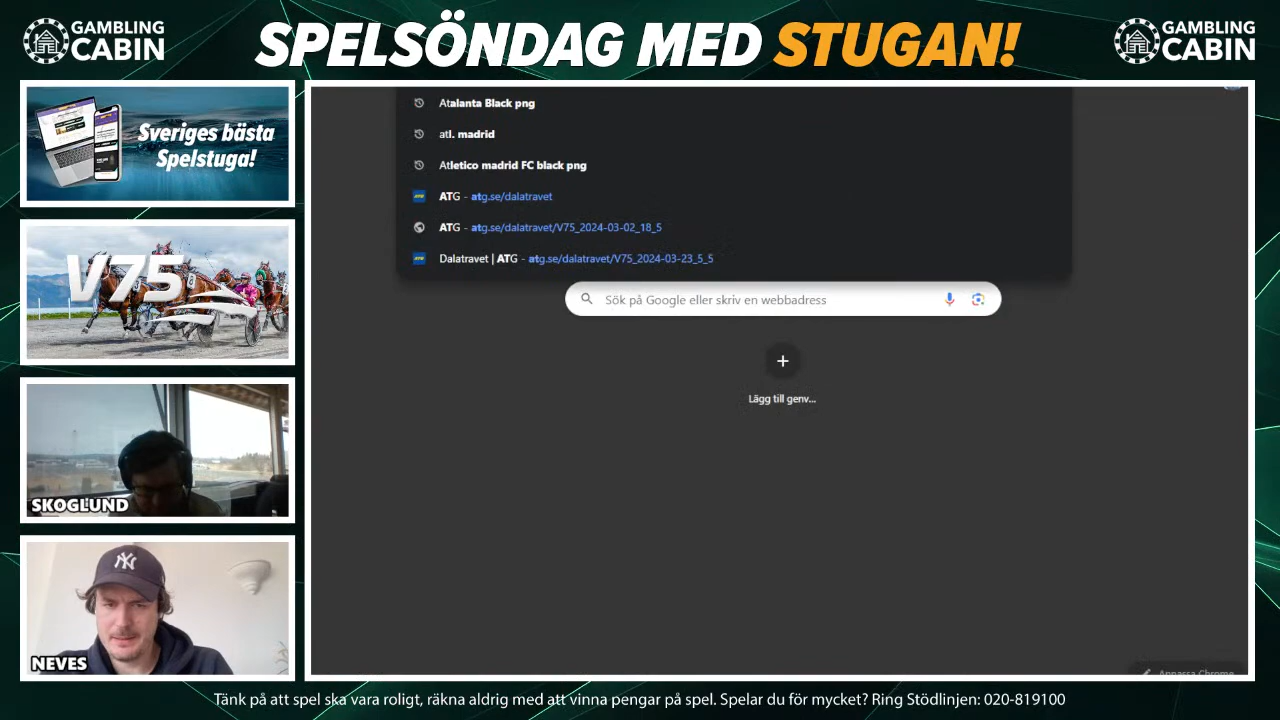 GAMBLING
CABIN
SPELSÖNDAG MED STUGAN!
GAMBLING
CABIN
Sveriges bästa
Spelstuga!
V75
SKOGLUND
NEVES
Atalanta Black png
atl. madrid
Atletico madrid FC black png
ATG - atg.se/dalatravet
ATG - atg.se/dalatravet/V75_2024-03-02_18_5
Dalatravet | ATG - atg.se/dalatravet/V75_2024-03-23_5_5
Sök på Google eller skriv en webbadress
Lägg till genv...
Anpassa Chrome
Tänk på att spel ska vara roligt, räkna aldrig med att vinna pengar på spel. Spelar du för mycket? Ring Stödlinjen: 020-819100